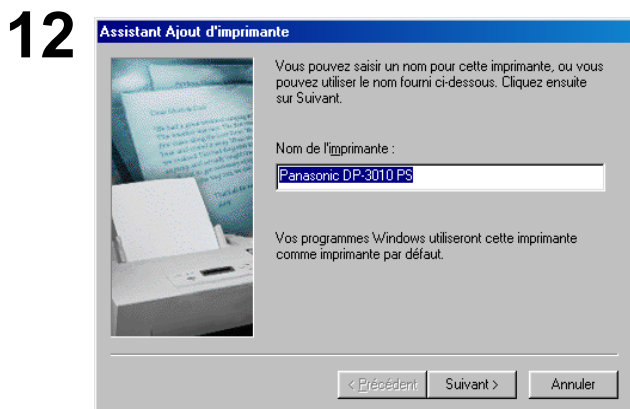 12
Assistant Ajout d'imprimante
Vous pouvez saisir un nom pour cette imprimante, ou vous
pouvez utiliser le nom fourni ci-dessous. Cliquez ensuite
sur Suivant.
Nom de l'imprimante :
Panasonic DP-3010 PS
Vos programmes Windows utiliseront cette imprimante
comme imprimante par défaut.
< Précédent Suivant > Annuler